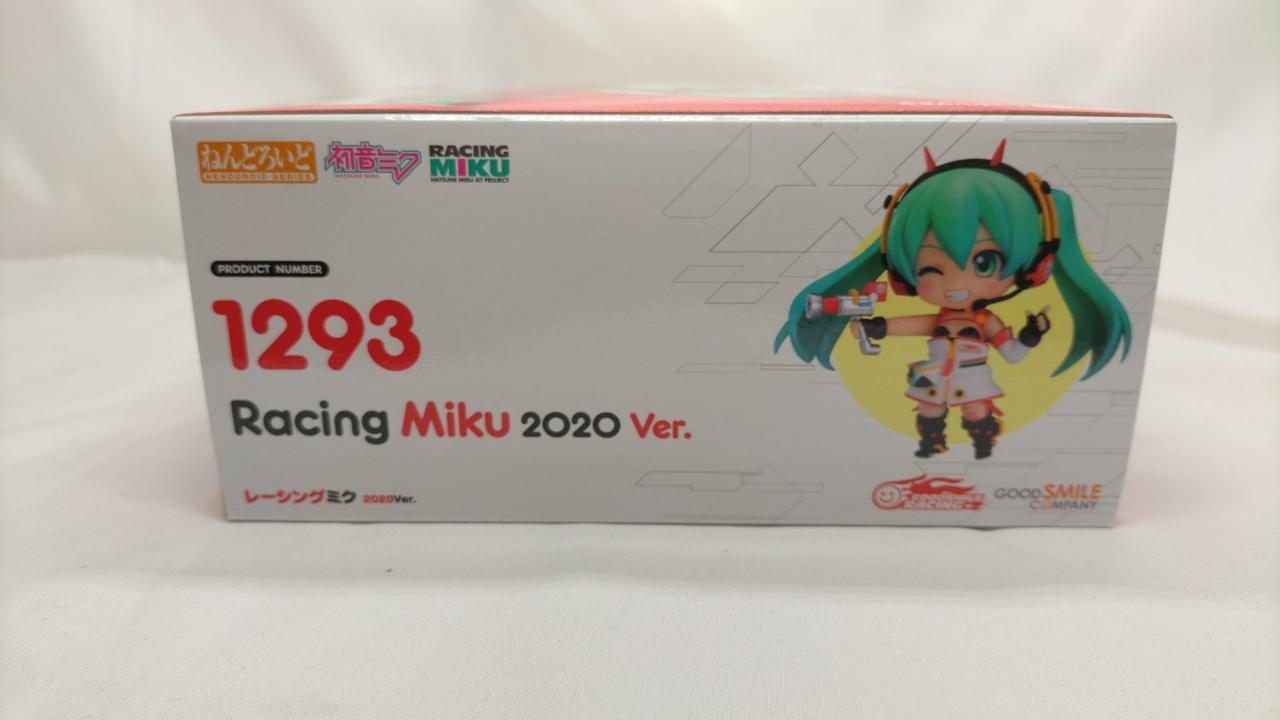 ねんどろいど
NENDOROID-SERIES
初音ミク
HATSUNE MIKU
RACING
MIKU
HATSUNE MIKU GT PROJECT
PRODUCT NUMBER
1293
Racing Miku 2020 Ver.
レーシングミク 2020Ver.
GOODSMILE
RACING
GOOD SMILE
COMPANY